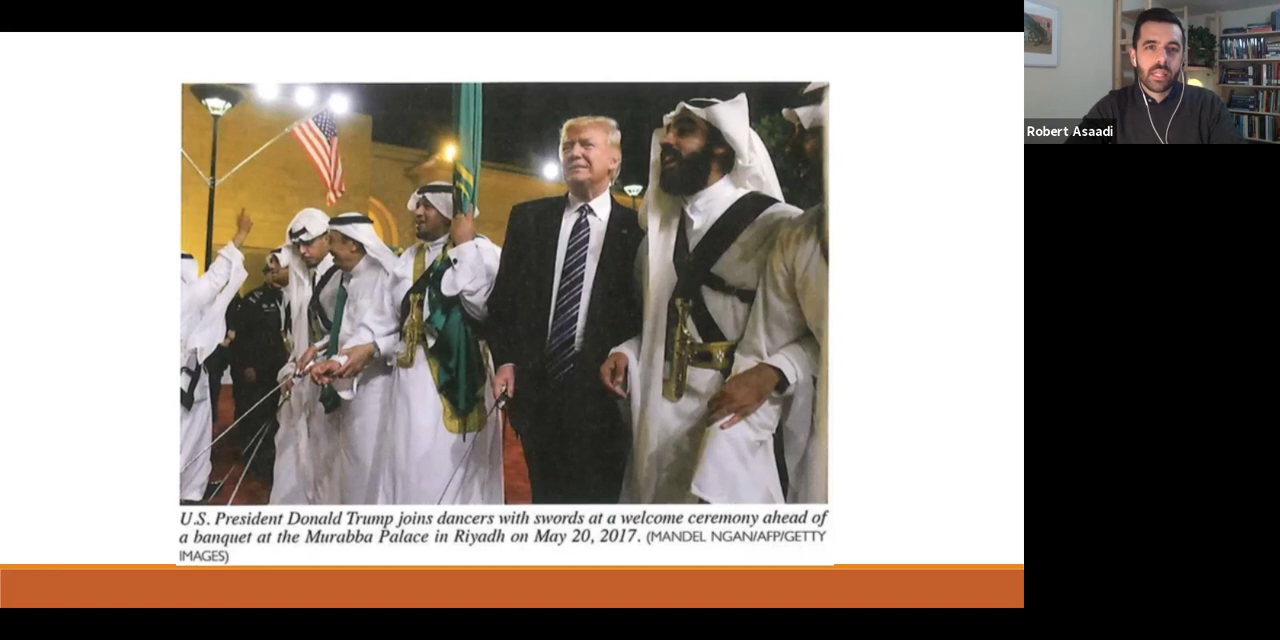 Robert Asaadi
U.S. President Donald Trump joins dancers with swords at a welcome ceremony ahead of
a banquet at the Murabba Palace in Riyadh on May 20, 2017. (MANDEL NGAN/AFP/GETTY
IMAGES)